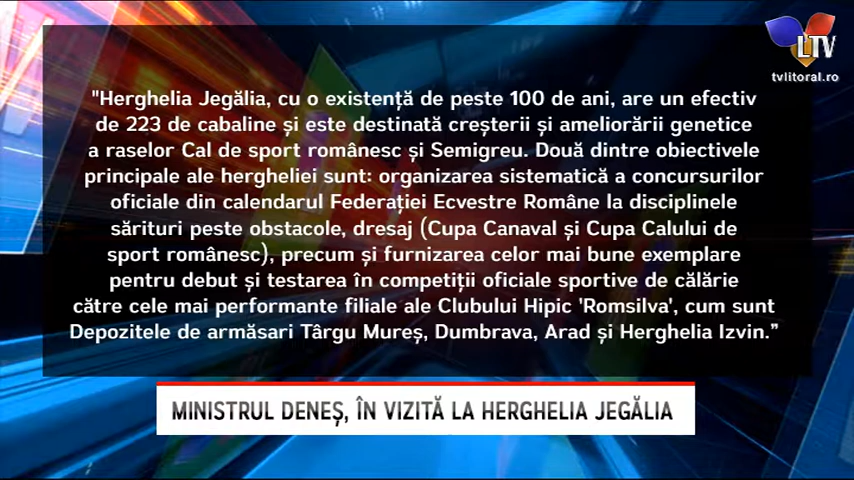 LTV
tvlitoral.ro
"Herghelia Jegălia, cu o existență de peste 100 de ani, are un efectiv
de 223 de cabaline și este destinată creșterii și ameliorării genetice
a raselor Cal de sport românesc și Semigreu. Două dintre obiectivele
principale ale hergheliei sunt: organizarea sistematică a concursurilor
oficiale din calendarul Federației Ecvestre Române la disciplinele
sărituri peste obstacole, dresaj (Cupa Canaval și Cupa Calului de
sport românesc), precum și furnizarea celor mai bune exemplare
pentru debut și testarea în competiții oficiale sportive de călărie
către cele mai performante filiale ale Clubului Hipic 'Romsilva', cum sunt
Depozitele de armăsari Târgu Mureș, Dumbrava, Arad și Herghelia Izvin.”
MINISTRUL DENEȘ, ÎN VIZITĂ LA HERGHELIA JEGĂLIA